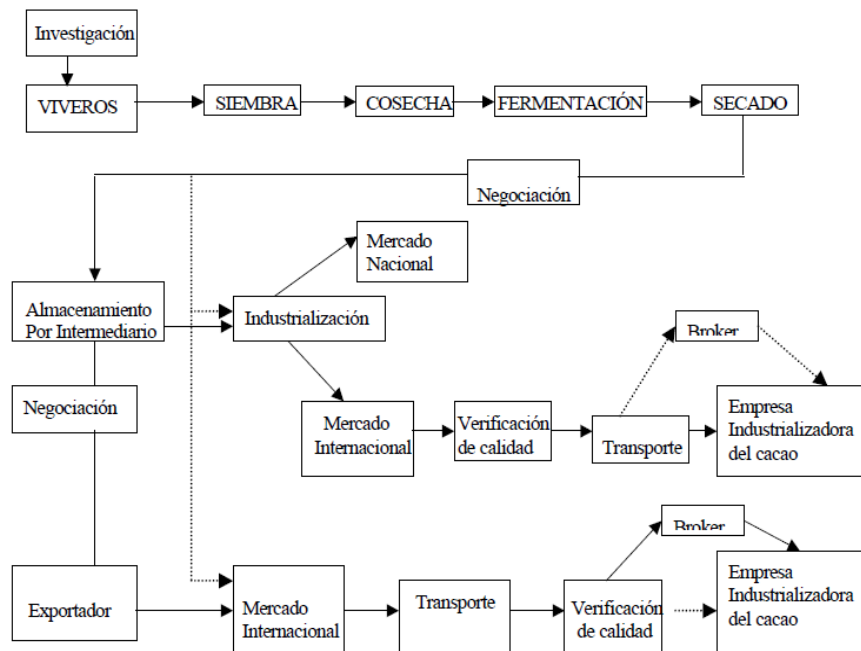 Investigación
VIVEROS
SIEMBRA
COSECHA
FERMENTACIÓN
SECADO
Negociación
Mercado
Nacional
Almacenamiento
Por Intermediario
Industrialización
Broker
Negociación
Mercado
Internacional
Verificación
de calidad
Transporte
Empresa
Industrializadora
del cacao
Broker
Exportador
Mercado
Internacional
Transporte
Verificación
de calidad
Empresa
Industrializadora
del cacao